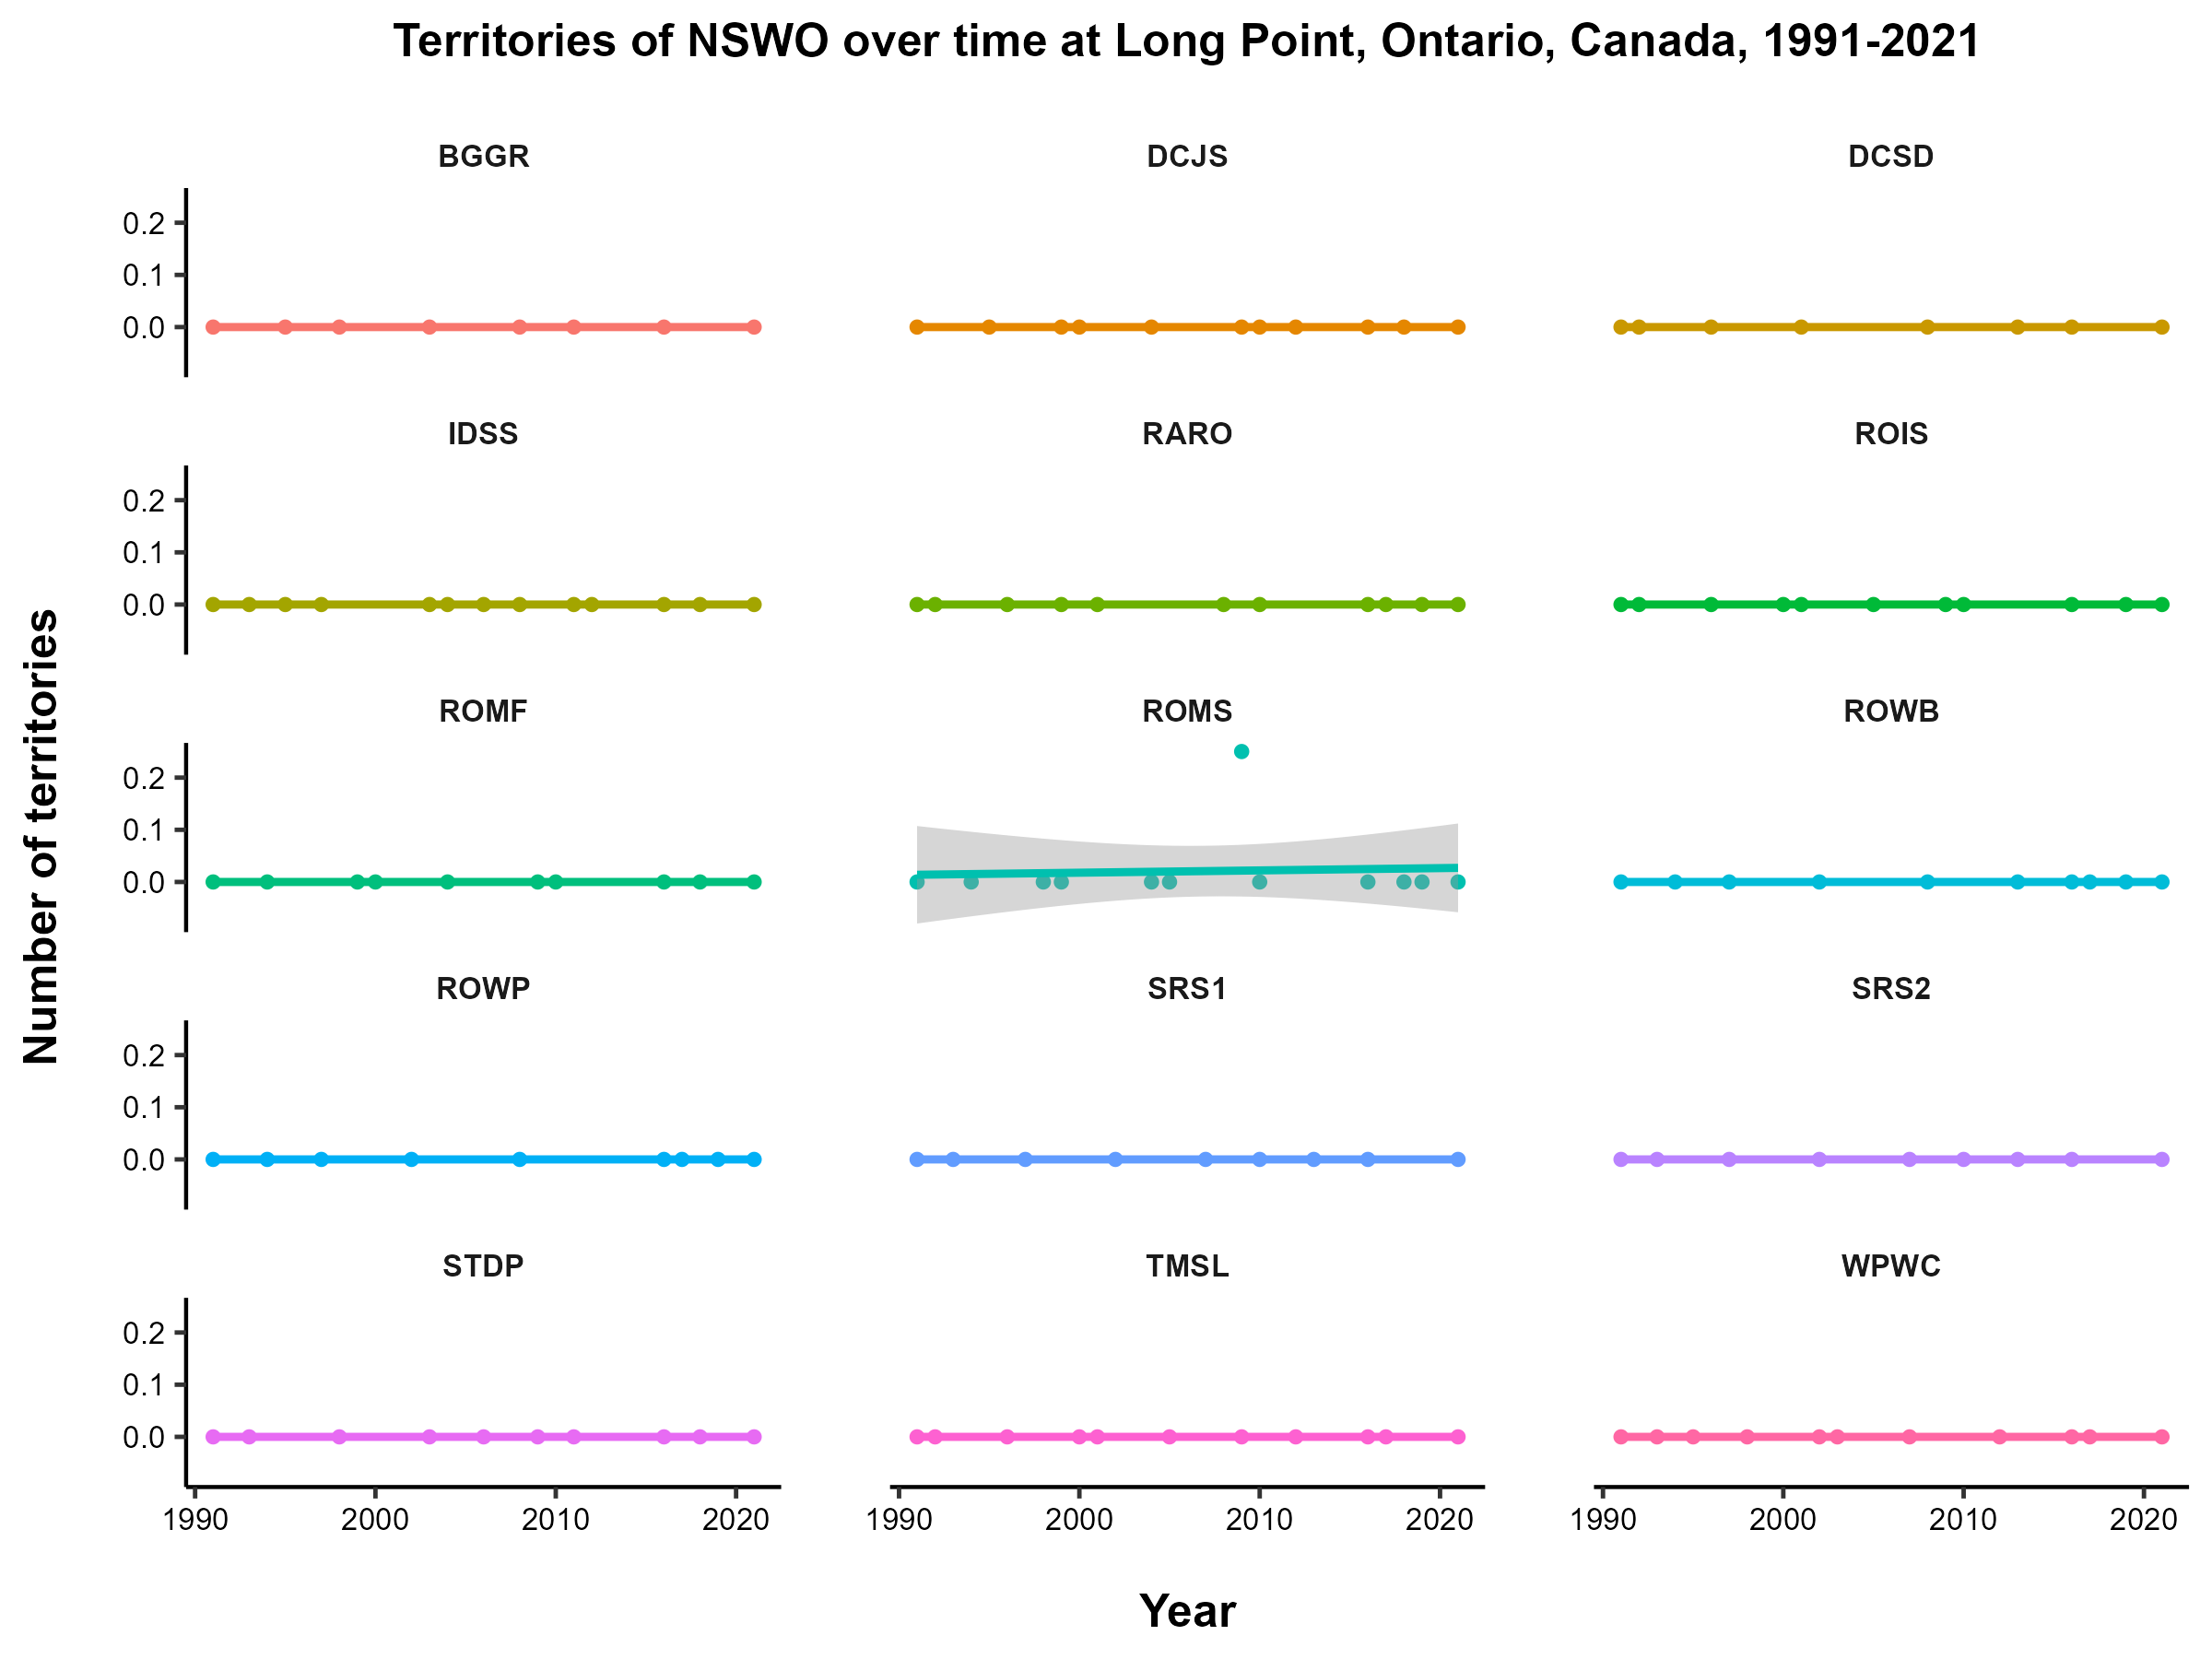 Territories of NSWO over time at Long Point, Ontario, Canada, 1991-2021
BGGR DCJS DCSD
0.2
0.1
0.0
IDSS RARO ROIS
0.2
0.1
0.0
ROMF ROMS ROWB
0.2
0.1
0.0
ROWP SRS1 SRS2
0.2
0.1
0.0
STDP TMSL WPWC
0.2
0.1
0.0
1990 2000 2010 2020 1990 2000 2010 2020 1990 2000 2010 2020
Number of territories
Year